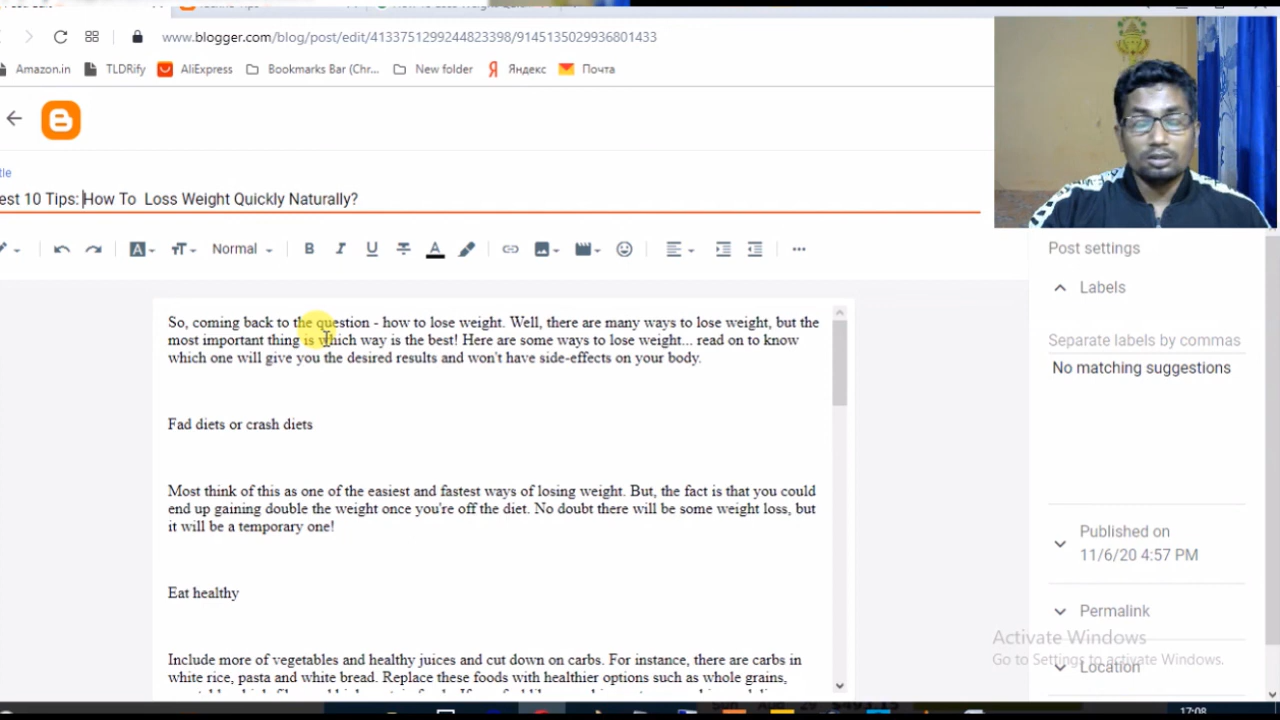 www.blogger.com/blog/post/edit/4133751299244823398/9145135029936801433
Amazon.in TLDRify AliExpress Bookmarks Bar (Chr... New folder Яндекс Почта
10 Tips: How To Loss Weight Quickly Naturally?
Normal
So, coming back to the question - how to lose weight. Well, there are many ways to lose weight, but the
most important thing is which way is the best! Here are some ways to lose weight... read on to know
which one will give you the desired results and won't have side-effects on your body.
Fad diets or crash diets
Most think of this as one of the easiest and fastest ways of losing weight. But, the fact is that you could
end up gaining double the weight once you're off the diet. No doubt there will be some weight loss, but
it will be a temporary one!
Eat healthy
Include more of vegetables and healthy juices and cut down on carbs. For instance, there are carbs in
white rice, pasta and white bread. Replace these foods with healthier options such as whole grains,
Post settings
Labels
Separate labels by commas
No matching suggestions
Published on
11/6/20 4:57 PM
Permalink
Location
Activate Windows
Go to Settings to activate Windows.
17:08